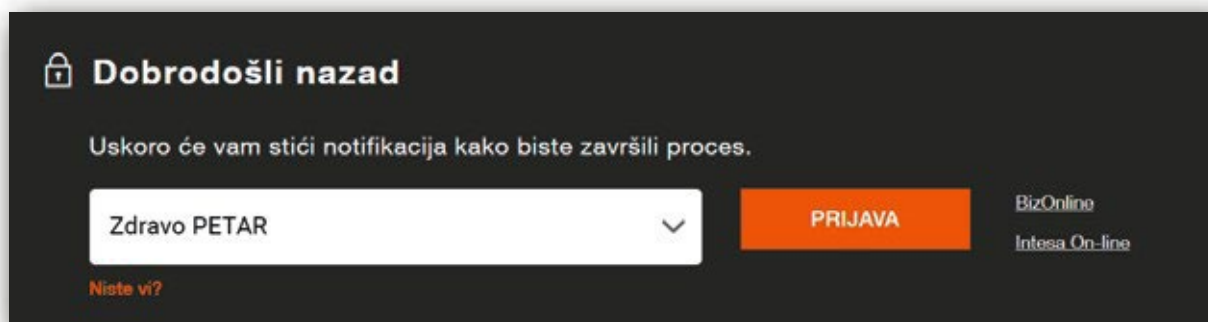 Dobrodošli nazad
Uskoro će vam stići notifikacija kako biste završili proces.
Zdravo PETAR
PRIJAVA
BizOnline
Intesa On-line
Niste vi?